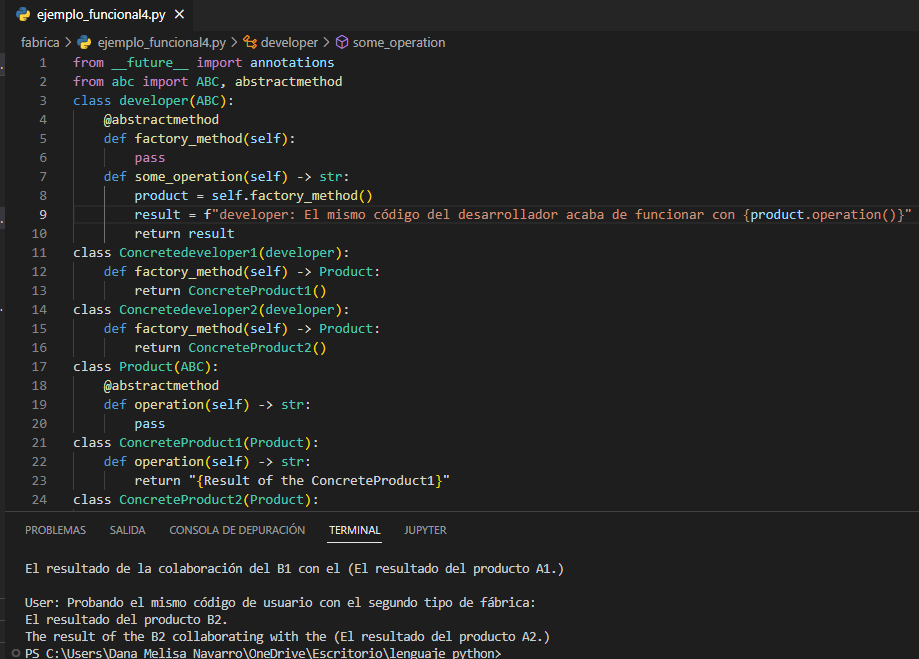 ejemplo_funcional4.py ×
fabrica > ejemplo_funcional4.py > developer > some_operation
1 from __future__ import annotations
2 from abc import ABC, abstractmethod
3 class developer(ABC):
4 @abstractmethod
5 def factory_method(self):
6 pass
7 def some_operation(self) -> str:
8 product = self.factory_method()
9 result = f"developer: El mismo código del desarrollador acaba de funcionar con {product.operation()}"
10 return result
11 class Concretedeveloper1(developer):
12 def factory_method(self) -> Product:
13 return ConcreteProduct1()
14 class Concretedeveloper2(developer):
15 def factory_method(self) -> Product:
16 return ConcreteProduct2()
17 class Product(ABC):
18 @abstractmethod
19 def operation(self) -> str:
20 pass
21 class ConcreteProduct1(Product):
22 def operation(self) -> str:
23 return "{Result of the ConcreteProduct1}"
24 class ConcreteProduct2(Product):
PROBLEMAS SALIDA CONSOLA DE DEPURACIÓN TERMINAL JUPYTER
El resultado de la colaboración del B1 con el (El resultado del producto A1.)
User: Probando el mismo código de usuario con el segundo tipo de fábrica:
El resultado del producto B2.
The result of the B2 collaborating with the (El resultado del producto A2.)
PS C:\Users\Dana Melisa Navarro\OneDrive\Escritorio\lenguaje python>